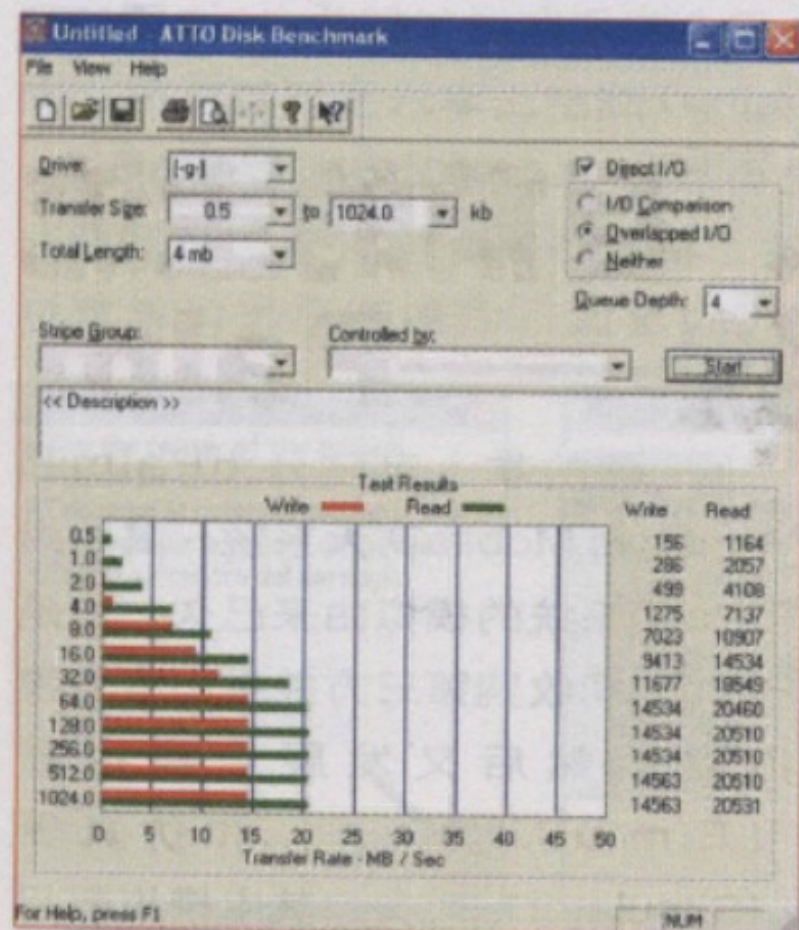 Untitled - ATTO Disk Benchmark
File View Help
Drive: [-g-]
Direct I/O
Transfer Size: 0.5 to 1024.0 kb
I/O Comparison
Overlapped I/O
Total Length: 4 mb
Neither
Queue Depth: 4
Stripe Group:
Controlled by:
Start
<< Description >>
Test Results
Write Read
Write Read
0.5 156 1164
1.0 286 2057
2.0 499 4108
4.0 1275 7137
8.0 7023 10907
16.0 9413 14534
32.0 11677 18549
64.0 14534 20460
128.0 14534 20510
256.0 14534 20510
512.0 14563 20510
1024.0 14563 20531
0 5 10 15 20 25 30 35 40 45 50
Transfer Rate - MB / Sec
For Help, press F1
NUM